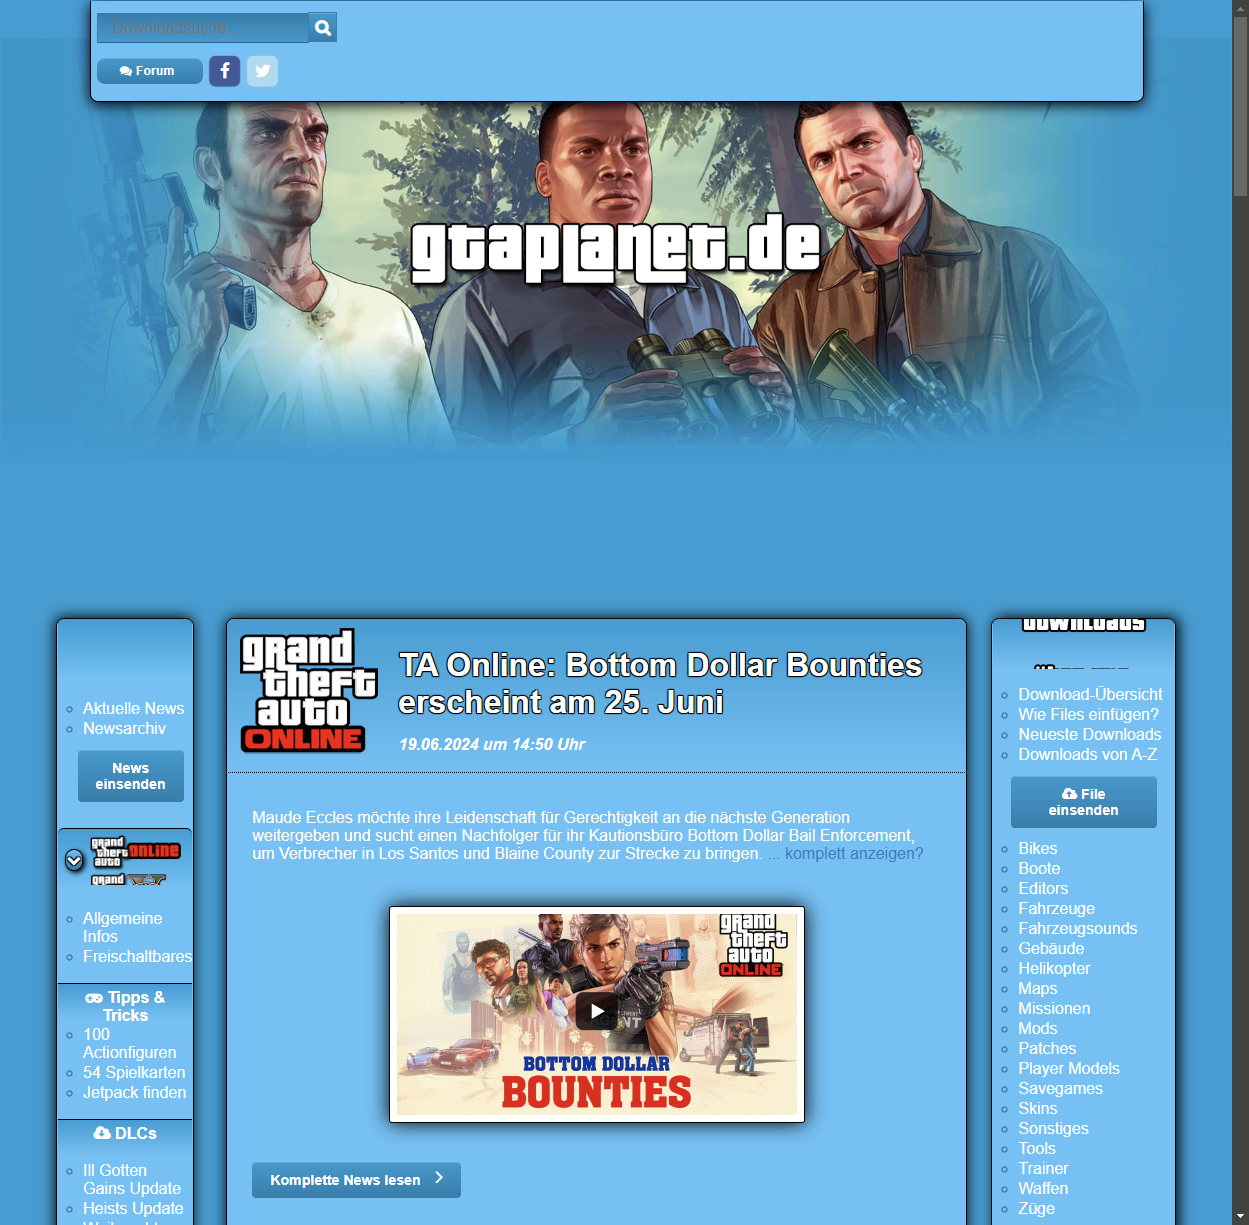 Downloadsuche...
Forum
gtaplanet.de
Aktuelle News
Newsarchiv
News
einsenden
grand
theft
auto
ONLINE
grand
Allgemeine
Infos
Freischaltbares
Tipps &
Tricks
100
Actionfiguren
54 Spielkarten
Jetpack finden
DLCs
Ill Gotten
Gains Update
Heists Update
grand
theft
auto
ONLINE
TA Online: Bottom Dollar Bounties
erscheint am 25. Juni
19.06.2024 um 14:50 Uhr
Maude Eccles möchte ihre Leidenschaft für Gerechtigkeit an die nächste Generation
weitergeben und sucht einen Nachfolger für ihr Kautionsbüro Bottom Dollar Bail Enforcement,
um Verbrecher in Los Santos und Blaine County zur Strecke zu bringen. ... komplett anzeigen?
grand
theft
auto
ONLINE
BOTTOM DOLLAR
BOUNTIES
Komplette News lesen
downloads
Download-Übersicht
Wie Files einfügen?
Neueste Downloads
Downloads von A-Z
File
einsenden
Bikes
Boote
Editors
Fahrzeuge
Fahrzeugsounds
Gebäude
Helikopter
Maps
Missionen
Mods
Patches
Player Models
Savegames
Skins
Sonstiges
Tools
Trainer
Waffen
Züge